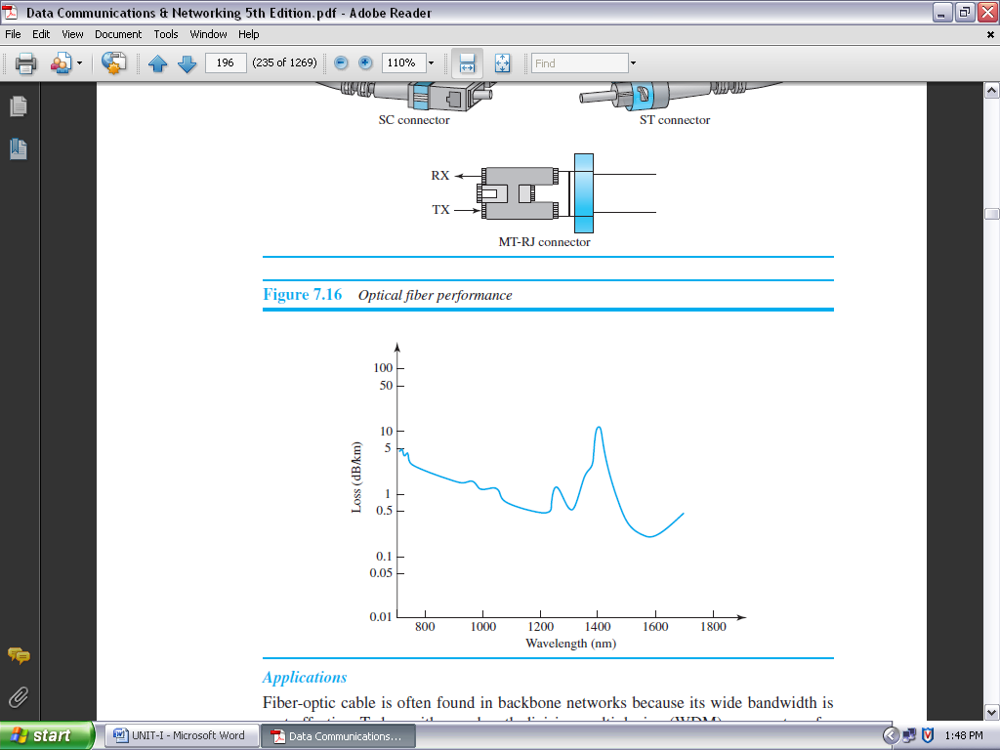 Data Communications & Networking 5th Edition.pdf - Adobe Reader
File Edit View Document Tools Window Help
196 (235 of 1269) 110% Find
SC connector
ST connector
RX
TX
MT-RJ connector
Figure 7.16 Optical fiber performance
100
50
10
5
1
0.5
0.1
0.05
0.01
Loss (dB/km)
800 1000 1200 1400 1600 1800
Wavelength (nm)
Applications
Fiber-optic cable is often found in backbone networks because its wide bandwidth is
start UNIT-I - Microsoft Word Data Communications... 1:48 PM